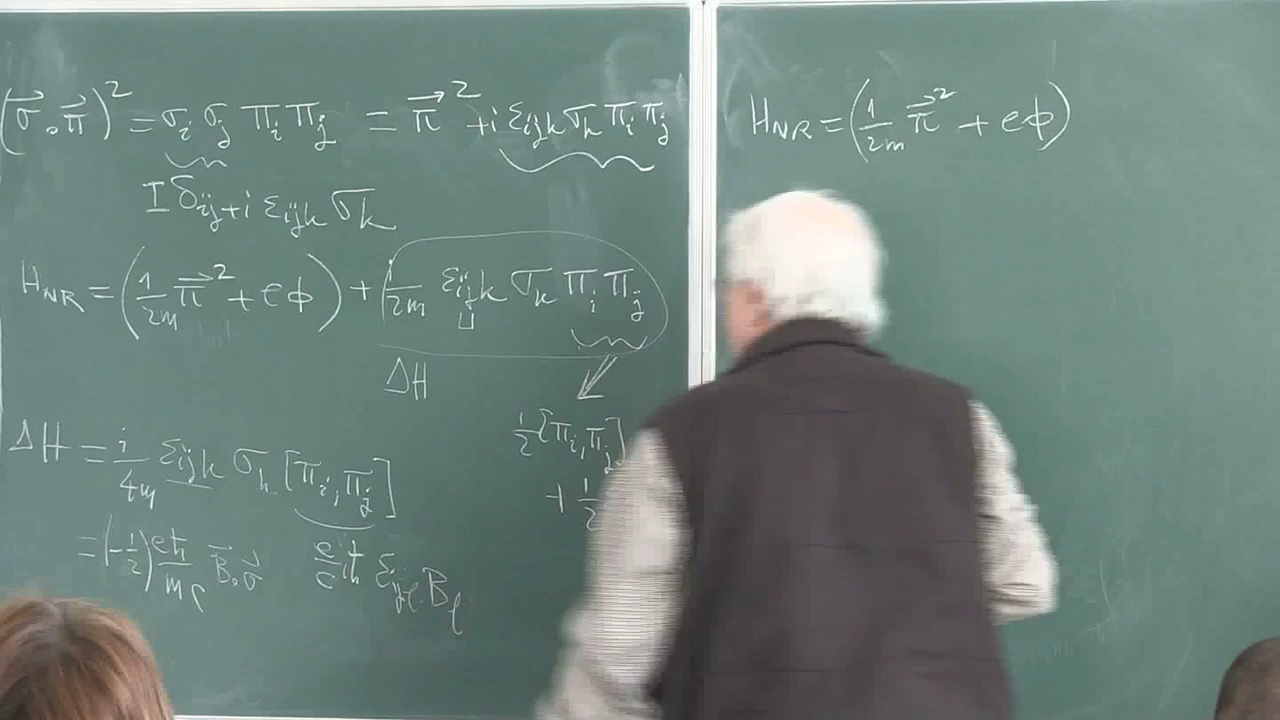 (σ⃗.π⃗)² = σᵢ σⱼ πᵢ πⱼ = π⃗² + i εᵢⱼₖ σₖ πᵢ πⱼ
I δᵢⱼ + i εᵢⱼₖ σₖ
H_NR = (1/2m π⃗² + eϕ) + i/2m εᵢⱼₖ σₖ πᵢ πⱼ
ΔH
1/2 [πᵢ, πⱼ]
+ 1/2
ΔH = i/4m εᵢⱼₖ σₖ [πᵢ, πⱼ]
= (-1/2) eħ/mc B⃗.σ⃗
e/c iħ εᵢⱼℓ Bℓ
H_NR = (1/2m π⃗² + eϕ)